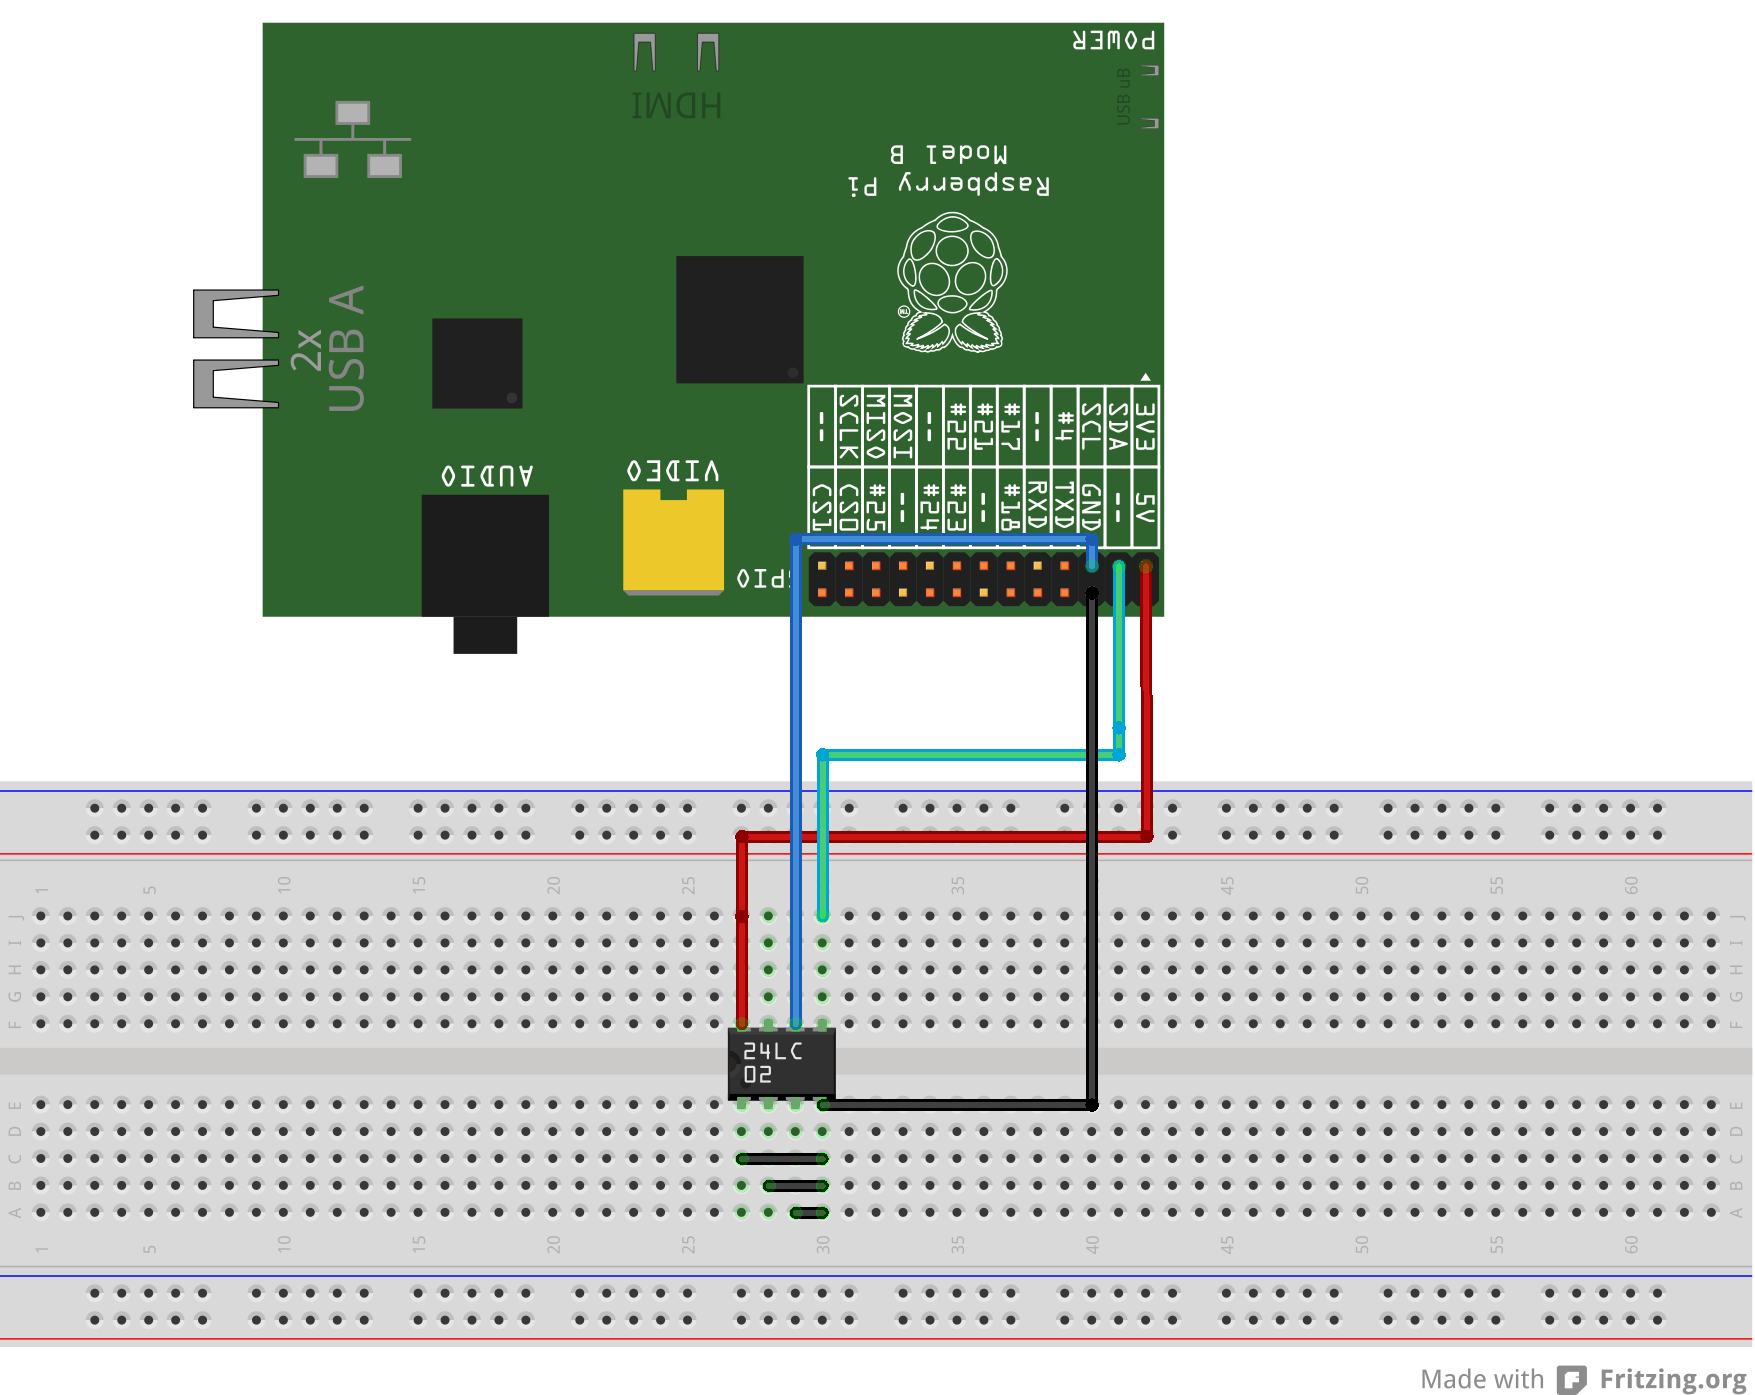 POWER
USB uB
HDMI
Raspberry Pi
Model B
TM
2x
USB A
AUDIO
VIDEO
-- SCLK MISO MOSI -- #22 #21 #17 -- #4 SCL SDA 3V3
CS1 CS0 #25 -- #24 #23 -- #18 RXD TXD GND -- 5V
GPIO
1 5 10 15 20 25 35 45 50 55 60
J J
I I
H H
G G
F F
24LC
02
E E
D D
C C
B B
A A
1 5 10 15 20 25 30 35 40 45 50 55 60
Made with Fritzing.org